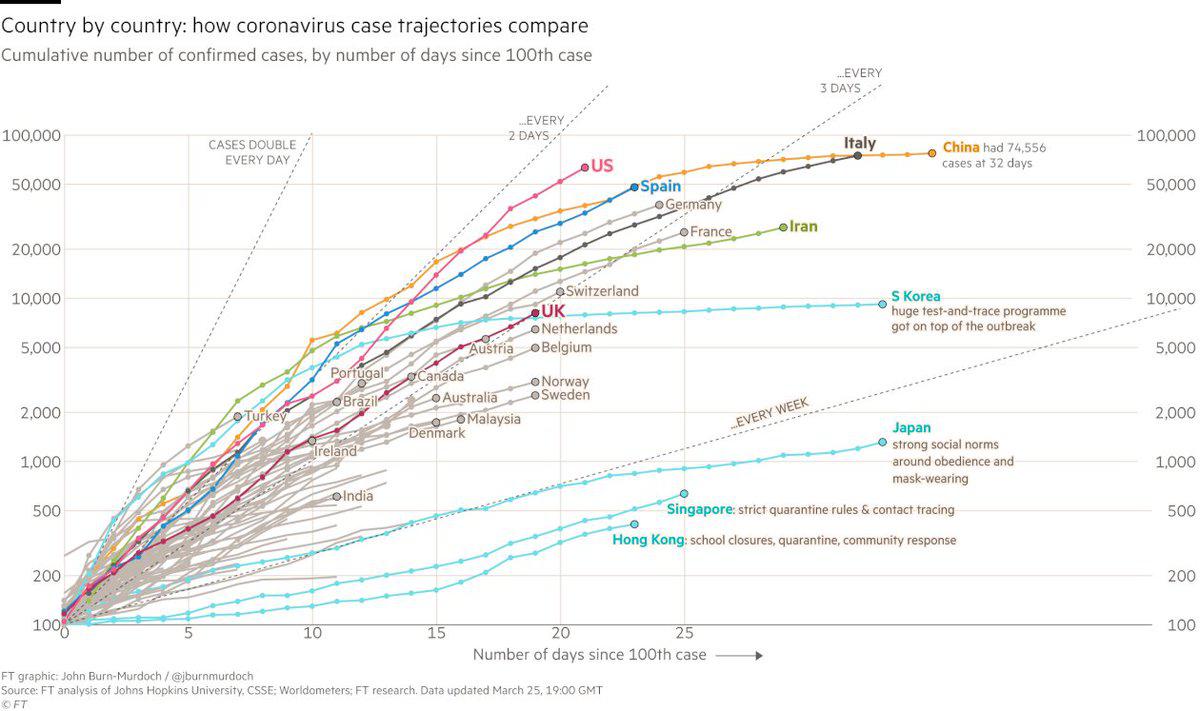 Country by country: how coronavirus case trajectories compare
Cumulative number of confirmed cases, by number of days since 100th case
...EVERY
3 DAYS
...EVERY
2 DAYS
CASES DOUBLE
EVERY DAY
100,000
100,000
Italy
China had 74,556
cases at 32 days
US
50,000
50,000
Spain
Germany
France
Iran
20,000
20,000
Switzerland
10,000
10,000
S Korea
huge test-and-trace programme
got on top of the outbreak
UK
Netherlands
5,000
5,000
Austria
Belgium
Portugal
Canada
Norway
Sweden
Brazil
Australia
2,000
2,000
Turkey
Malaysia
Denmark
...EVERY WEEK
Ireland
Japan
strong social norms
around obedience and
mask-wearing
1,000
1,000
India
500
500
Singapore: strict quarantine rules & contact tracing
Hong Kong: school closures, quarantine, community response
200
200
100
100
0
5
10
15
20
25
Number of days since 100th case
FT graphic: John Burn-Murdoch / @jburnmurdoch
Source: FT analysis of Johns Hopkins University, CSSE; Worldometers; FT research. Data updated March 25, 19:00 GMT
© FT